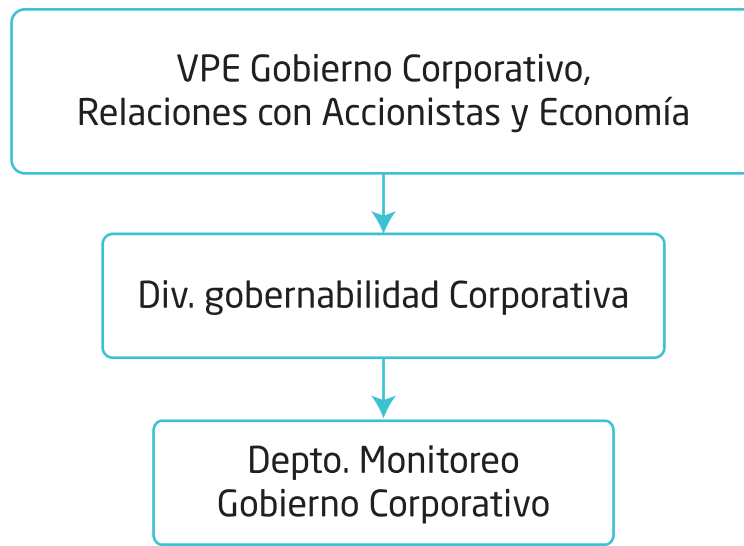 VPE Gobierno Corporativo,
Relaciones con Accionistas y Economía
Div. gobernabilidad Corporativa
Depto. Monitoreo
Gobierno Corporativo